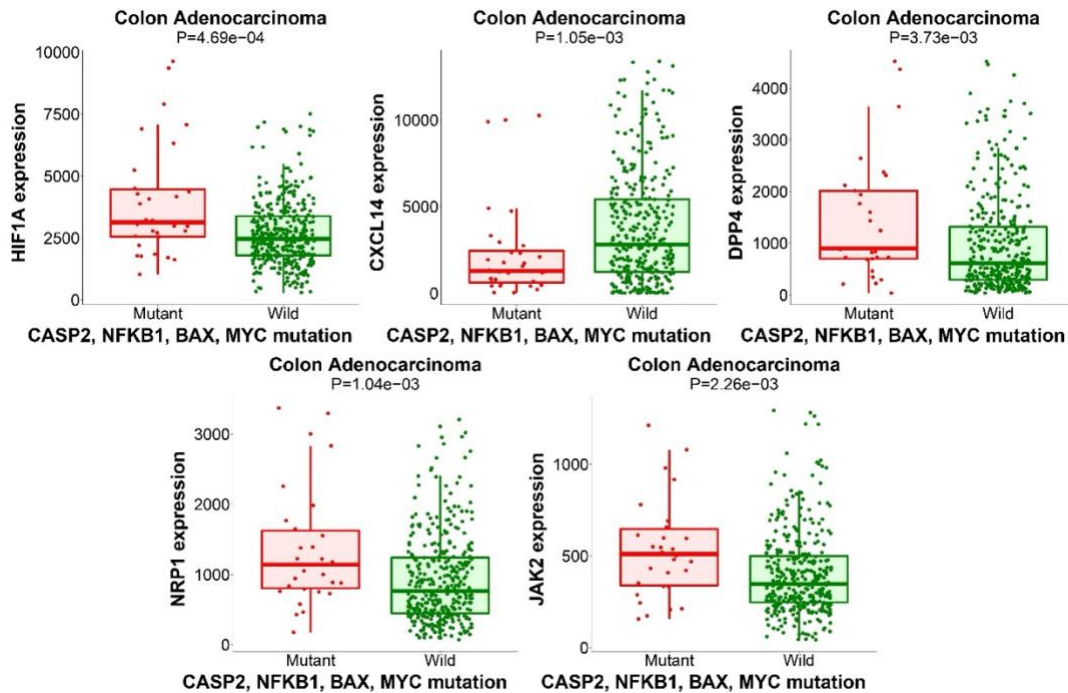 Colon Adenocarcinoma
P=4.69e−04
HIF1A expression
10000
7500
5000
2500
0
Mutant
Wild
CASP2, NFKB1, BAX, MYC mutation
Colon Adenocarcinoma
P=1.05e−03
CXCL14 expression
10000
5000
0
Mutant
Wild
CASP2, NFKB1, BAX, MYC mutation
Colon Adenocarcinoma
P=3.73e−03
DPP4 expression
4000
3000
2000
1000
0
Mutant
Wild
CASP2, NFKB1, BAX, MYC mutation
Colon Adenocarcinoma
P=1.04e−03
NRP1 expression
3000
2000
1000
0
Mutant
Wild
CASP2, NFKB1, BAX, MYC mutation
Colon Adenocarcinoma
P=2.26e−03
JAK2 expression
1000
500
0
Mutant
Wild
CASP2, NFKB1, BAX, MYC mutation